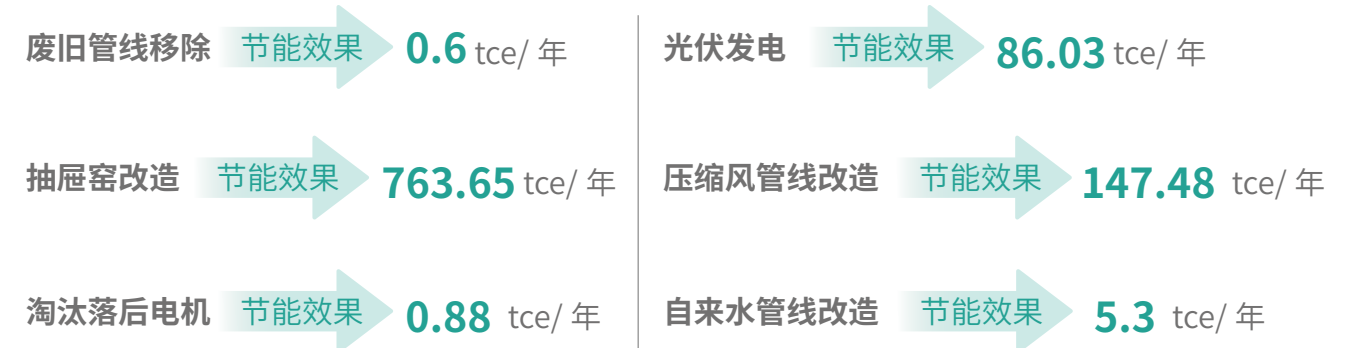 废旧管线移除 节能效果 0.6 tce/ 年
抽屉窑改造 节能效果 763.65 tce/ 年
淘汰落后电机 节能效果 0.88 tce/ 年
光伏发电 节能效果 86.03 tce/ 年
压缩风管线改造 节能效果 147.48 tce/ 年
自来水管线改造 节能效果 5.3 tce/ 年